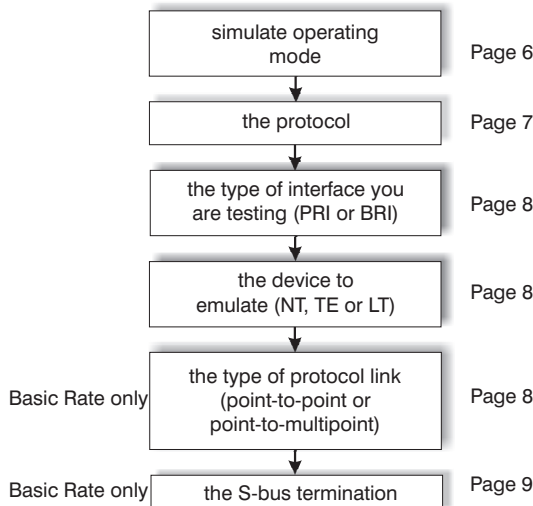 simulate operating
mode
Page 6
the protocol
Page 7
the type of interface you
are testing (PRI or BRI)
Page 8
the device to
emulate (NT, TE or LT)
Page 8
Basic Rate only
the type of protocol link
(point-to-point or
point-to-multipoint)
Page 8
Basic Rate only
the S-bus termination
Page 9